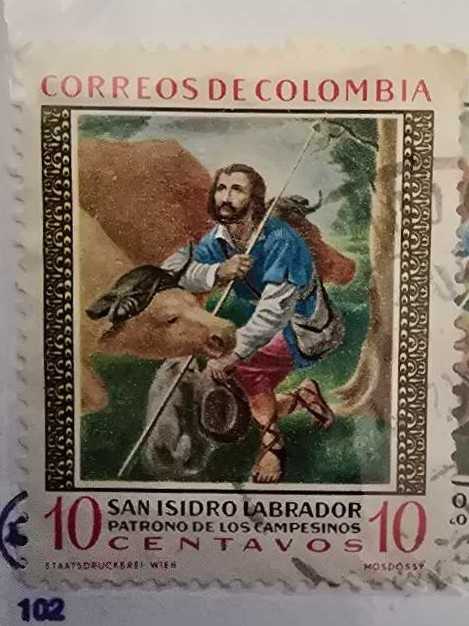 CORREOS DE COLOMBIA
10 SAN ISIDRO LABRADOR 10
PATRONO DE LOS CAMPESINOS
CENTAVOS
STAATSDRUCKEREI WIEN MOSDOSSY
102